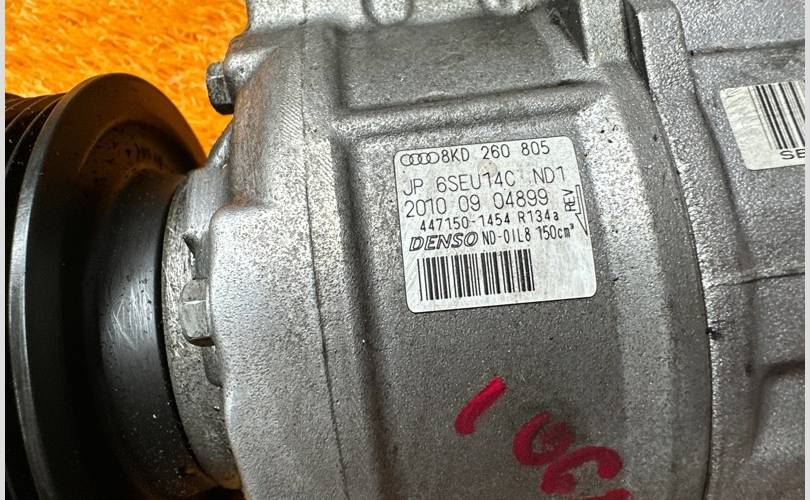 8KD 260 805
JP 6SEU14C ND1
2010 09 04899
REV
447150-1454 R134a
DENSO ND-OIL8 150cm³